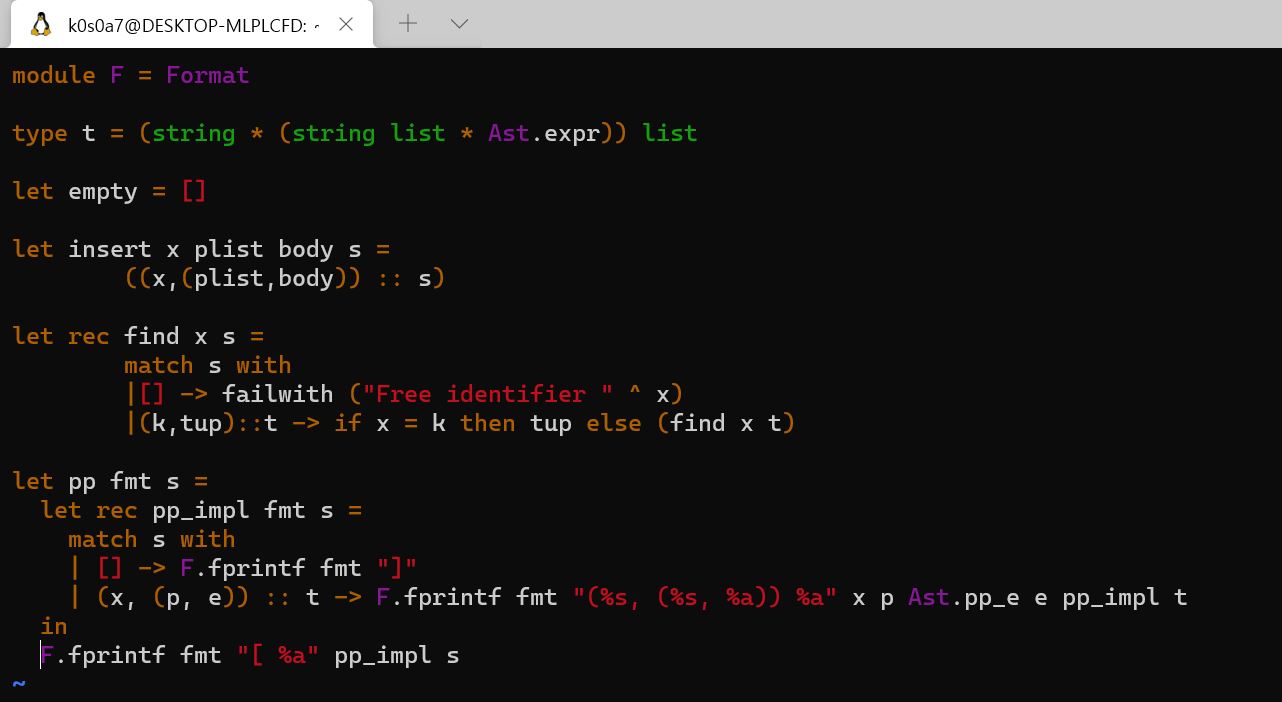 k0s0a7@DESKTOP-MLPLCFD: ~
module F = Format
type t = (string * (string list * Ast.expr)) list
let empty = []
let insert x plist body s =
((x,(plist,body)) :: s)
let rec find x s =
match s with
|[] -> failwith ("Free identifier " ^ x)
|(k,tup)::t -> if x = k then tup else (find x t)
let pp fmt s =
let rec pp_impl fmt s =
match s with
| [] -> F.fprintf fmt "]"
| (x, (p, e)) :: t -> F.fprintf fmt "(%s, (%s, %a)) %a" x p Ast.pp_e e pp_impl t
in
F.fprintf fmt "[ %a" pp_impl s
~